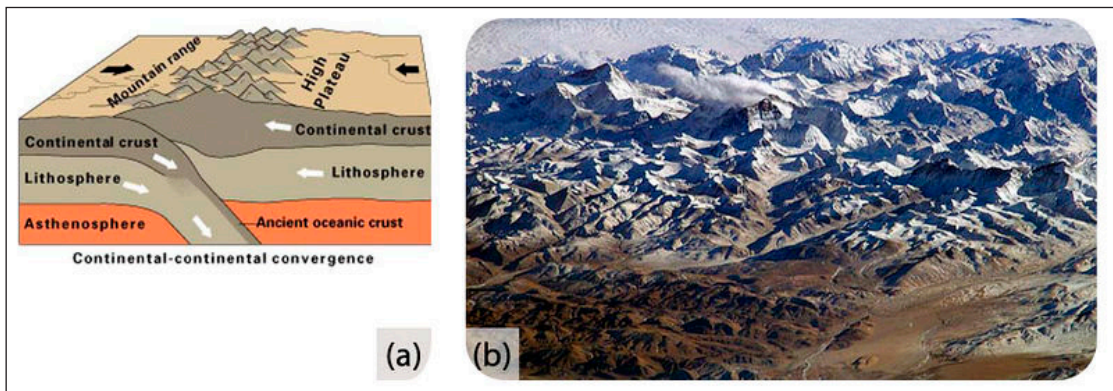 Mountain range
High
Plateau
Continental crust
Continental crust
Lithosphere
Lithosphere
Asthenosphere
Ancient oceanic crust
Continental-continental convergence
(a)
(b)